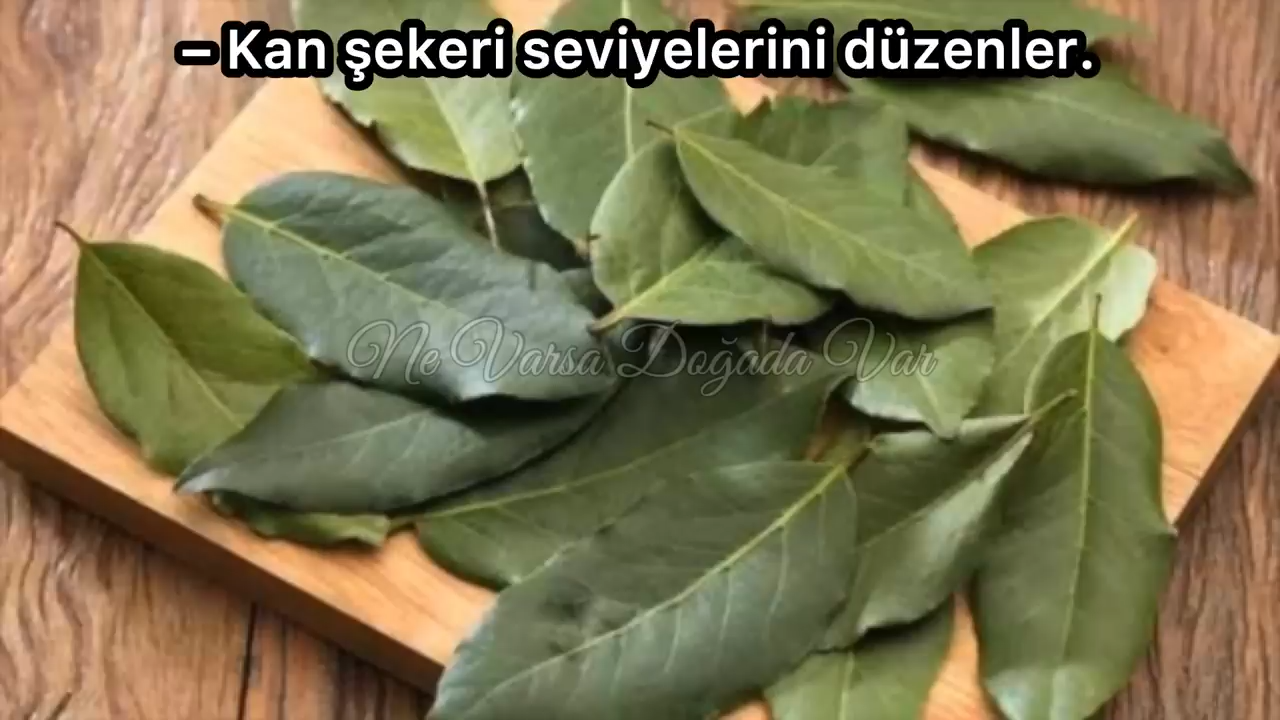 – Kan şekeri seviyelerini düzenler.
Ne Varsa Doğada Var